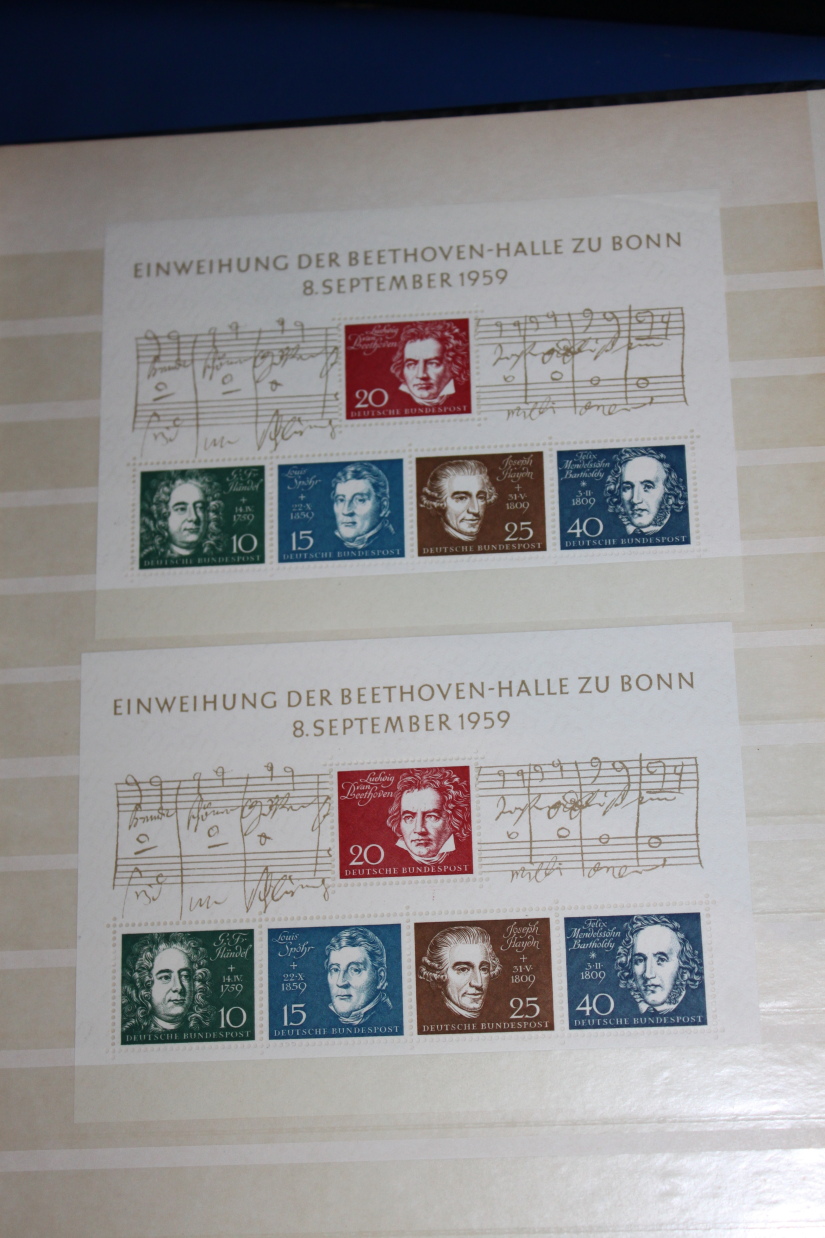 EINWEIHUNG DER BEETHOVEN-HALLE ZU BONN
8. SEPTEMBER 1959
Ludwig
van
Beethoven
20
DEUTSCHE BUNDESPOST
G. Fr.
Händel
+
14.IV.
1759
10
DEUTSCHE BUNDESPOST
Louis
Spohr
+
22·X
1859
15
DEUTSCHE BUNDESPOST
Joseph
Haydn
+
31·V·
1809
25
DEUTSCHE BUNDESPOST
Felix
Mendelssohn
Bartholdy
*
3·II·
1809
40
DEUTSCHE BUNDESPOST
EINWEIHUNG DER BEETHOVEN-HALLE ZU BONN
8. SEPTEMBER 1959
Ludwig
van
Beethoven
20
DEUTSCHE BUNDESPOST
G. Fr.
Händel
+
14.IV.
1759
10
DEUTSCHE BUNDESPOST
Louis
Spohr
+
22·X
1859
15
DEUTSCHE BUNDESPOST
Joseph
Haydn
+
31·V·
1809
25
DEUTSCHE BUNDESPOST
Felix
Mendelssohn
Bartholdy
*
3·II·
1809
40
DEUTSCHE BUNDESPOST